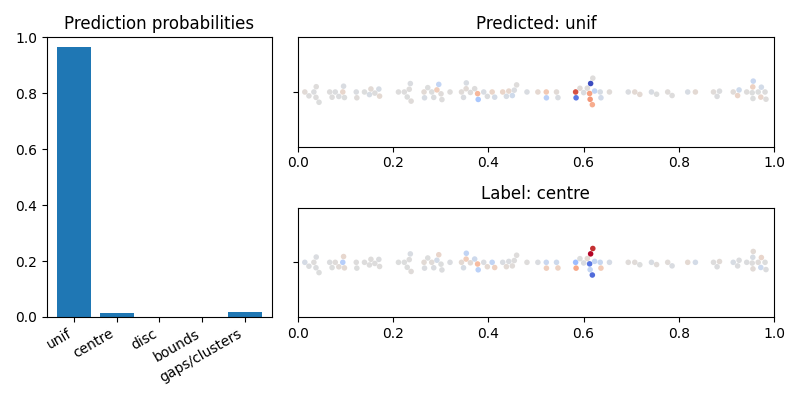 Prediction probabilities
1.0
0.8
0.6
0.4
0.2
0.0
unif
centre
disc
bounds
gaps/clusters
Predicted: unif
0.0 0.2 0.4 0.6 0.8 1.0
Label: centre
0.0 0.2 0.4 0.6 0.8 1.0